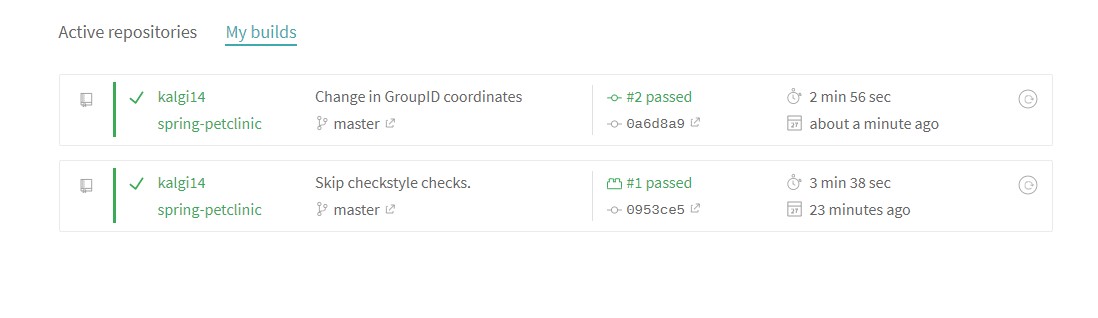 Active repositories My builds
kalgi14 Change in GroupID coordinates #2 passed 2 min 56 sec
spring-petclinic master 0a6d8a9 about a minute ago
kalgi14 Skip checkstyle checks. #1 passed 3 min 38 sec
spring-petclinic master 0953ce5 23 minutes ago